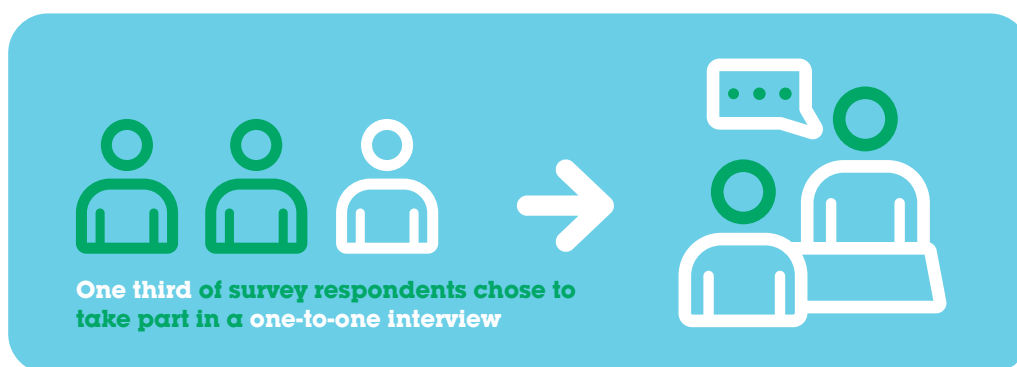 One third of survey respondents chose to
take part in a one-to-one interview